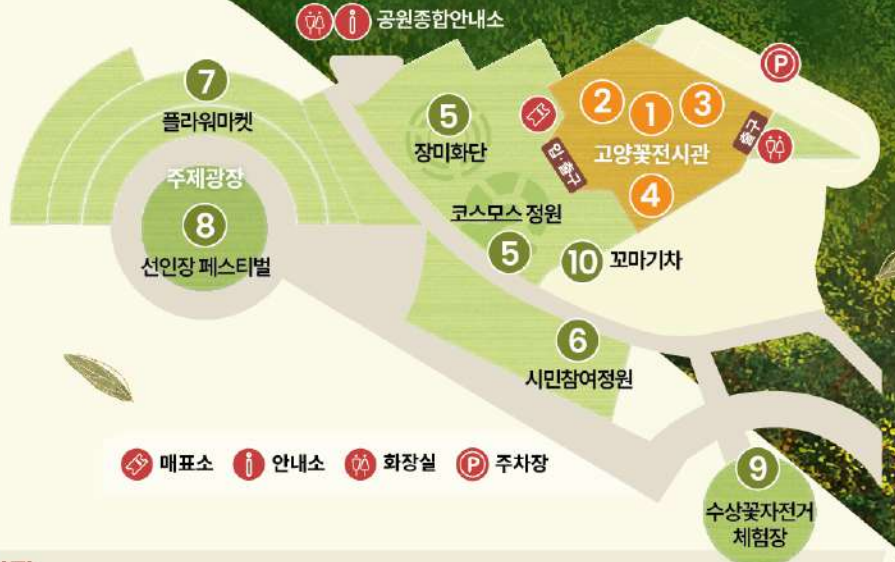 공원종합안내소
P
7
플라워마켓
주제광장
8
선인장 페스티벌
5
장미화단
2
1
3
고양꽃전시관
4
입·출구
출구
코스모스 정원
5
10
꼬마기차
6
시민참여정원
매표소
안내소
화장실
P
주차장
9
수상꽃자전거
체험장